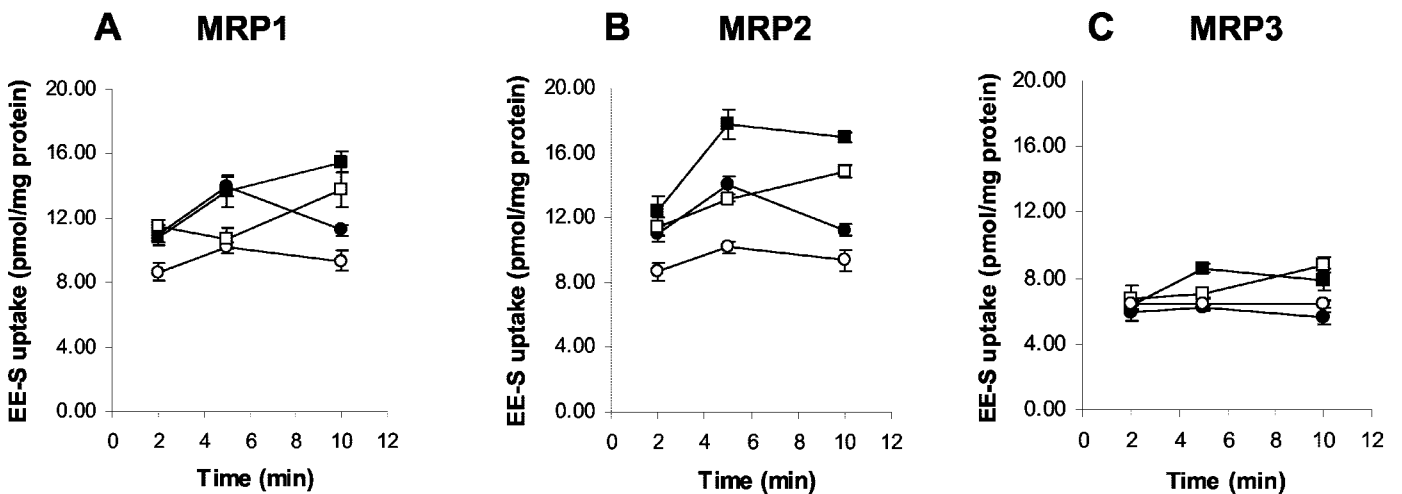 A MRP1
EE-S uptake (pmol/mg protein)
20.00
16.00
12.00
8.00
4.00
0.00
0 2 4 6 8 10 12
Time (min)
B MRP2
EE-S uptake (pmol/mg protein)
20.00
16.00
12.00
8.00
4.00
0.00
0 2 4 6 8 10 12
Time (min)
C MRP3
EE-S uptake (pmol/mg protein)
20.00
16.00
12.00
8.00
4.00
0.00
0 2 4 6 8 10 12
Time (min)